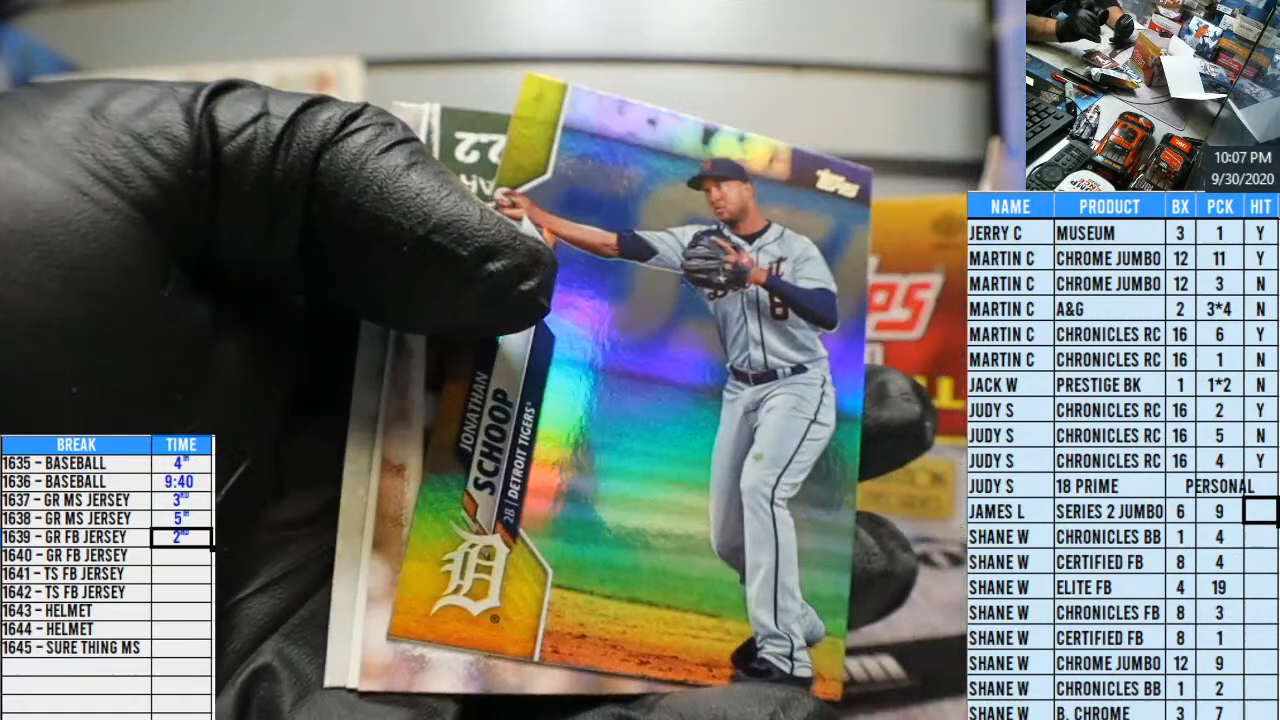 10:07 PM
9/30/2020
NAME PRODUCT BX PCK HIT
JERRY C MUSEUM 3 1 Y
MARTIN C CHROME JUMBO 12 11 Y
MARTIN C CHROME JUMBO 12 3 N
MARTIN C A&G 2 3*4 N
MARTIN C CHRONICLES RC 16 6 Y
MARTIN C CHRONICLES RC 16 1 N
JACK W PRESTIGE BK 1 1*2 N
JUDY S CHRONICLES RC 16 2 Y
JUDY S CHRONICLES RC 16 5 N
JUDY S CHRONICLES RC 16 4 Y
JUDY S 18 PRIME PERSONAL
JAMES L SERIES 2 JUMBO 6 9
SHANE W CHRONICLES BB 1 4
SHANE W CERTIFIED FB 8 4
SHANE W ELITE FB 4 19
SHANE W CHRONICLES FB 8 3
SHANE W CERTIFIED FB 8 1
SHANE W CHROME JUMBO 12 9
SHANE W CHRONICLES BB 1 2
SHANE W B. CHROME 3 7
BREAK TIME
1635 - BASEBALL 4TH
1636 - BASEBALL 9:40
1637 - GR MS JERSEY 3RD
1638 - GR MS JERSEY 5TH
1639 - GR FB JERSEY 2ND
1640 - GR FB JERSEY
1641 - TS FB JERSEY
1642 - TS FB JERSEY
1643 - HELMET
1644 - HELMET
1645 - SURE THING MS
Topps
JONATHAN
SCHOOP
2B | DETROIT TIGERS®
D
8
22